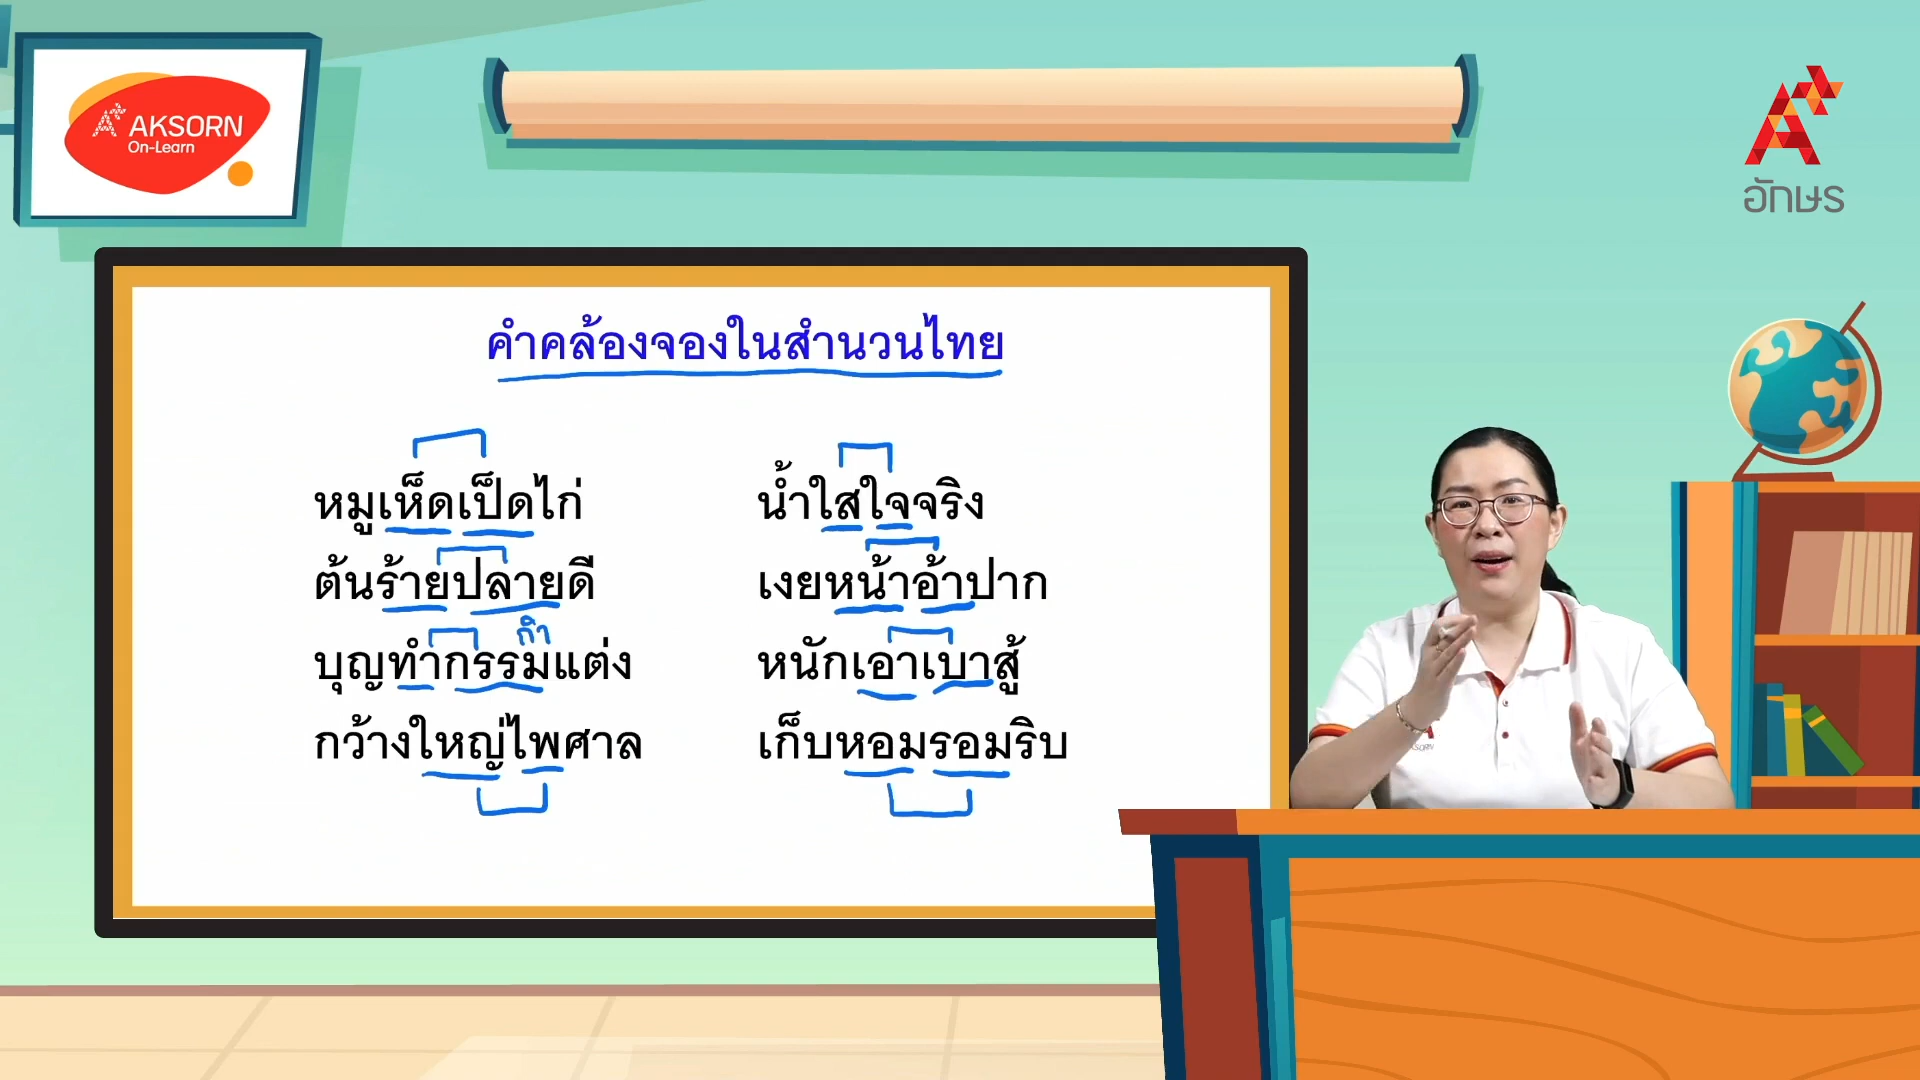 AKSORN
On-Learn
อักษร
คำคล้องจองในสำนวนไทย
หมูเห็ดเป็ดไก่
ต้นร้ายปลายดี
กำ
บุญทำกรรมแต่ง
กว้างใหญ่ไพศาล
น้ำใสใจจริง
เงยหน้าอ้าปาก
หนักเอาเบาสู้
เก็บหอมรอมริบ
AKSORN